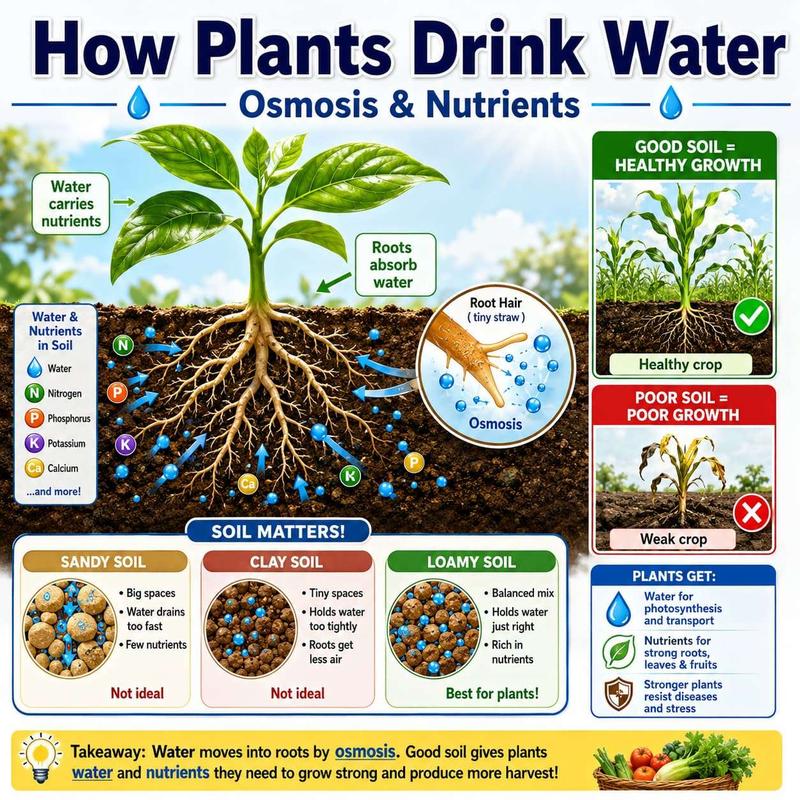 How Plants Drink Water
Osmosis & Nutrients
Water
carries
nutrients
Roots
absorb
water
Root Hair
( tiny straw )
Osmosis
Water &
Nutrients
in Soil
Water
N Nitrogen
P Phosphorus
K Potassium
Ca Calcium
...and more!
N
P
K
Ca
K
P
GOOD SOIL =
HEALTHY GROWTH
Healthy crop
POOR SOIL =
POOR GROWTH
Weak crop
SOIL MATTERS!
SANDY SOIL
• Big spaces
• Water drains
too fast
• Few nutrients
Not ideal
CLAY SOIL
• Tiny spaces
• Holds water
too tightly
• Roots get
less air
Not ideal
LOAMY SOIL
• Balanced mix
• Holds water
just right
• Rich in
nutrients
Best for plants!
PLANTS GET:
Water for
photosynthesis
and transport
Nutrients for
strong roots,
leaves & fruits
Stronger plants
resist diseases
and stress
Takeaway: Water moves into roots by osmosis. Good soil gives plants
water and nutrients they need to grow strong and produce more harvest!